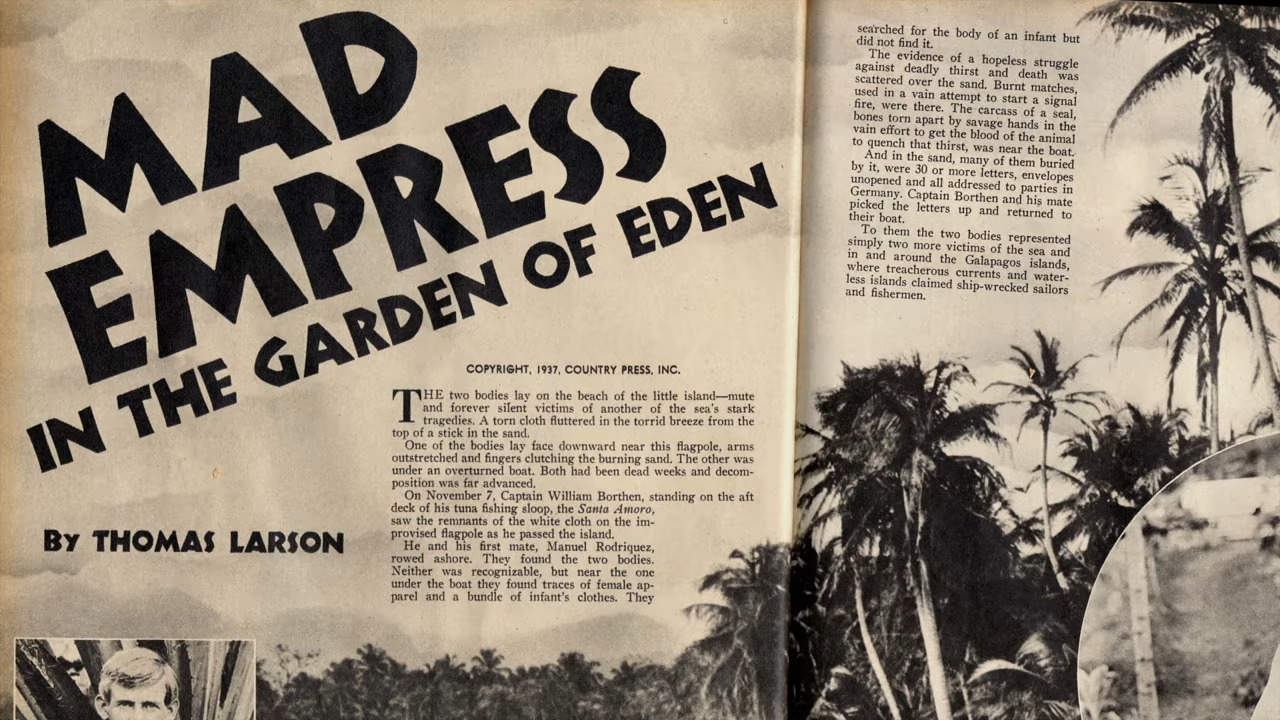 MAD
EMPRESS
IN THE GARDEN OF EDEN
By THOMAS LARSON
COPYRIGHT, 1937, COUNTRY PRESS, INC.
THE two bodies lay on the beach of the little island—mute
and forever silent victims of another of the sea's stark
tragedies. A torn cloth fluttered in the torrid breeze from the
top of a stick in the sand.
One of the bodies lay face downward near this flagpole, arms
outstretched and fingers clutching the burning sand. The other was
under an overturned boat. Both had been dead weeks and decom-
position was far advanced.
On November 7, Captain William Borthen, standing on the aft
deck of his tuna fishing sloop, the Santa Amoro,
saw the remnants of the white cloth on the im-
provised flagpole as he passed the island.
He and his first mate, Manuel Rodriquez,
rowed ashore. They found the two bodies.
Neither was recognizable, but near the one
under the boat they found traces of female ap-
parel and a bundle of infant's clothes. They
searched for the body of an infant but
did not find it.
The evidence of a hopeless struggle
against deadly thirst and death was
scattered over the sand. Burnt matches,
used in a vain attempt to start a signal
fire, were there. The carcass of a seal,
bones torn apart by savage hands in the
vain effort to get the blood of the animal
to quench that thirst, was near the boat.
And in the sand, many of them buried
by it, were 30 or more letters, envelopes
unopened and all addressed to parties in
Germany. Captain Borthen and his mate
picked the letters up and returned to
their boat.
To them the two bodies represented
simply two more victims of the sea and
in and around the Galapagos islands,
where treacherous currents and water-
less islands claimed ship-wrecked sailors
and fishermen.